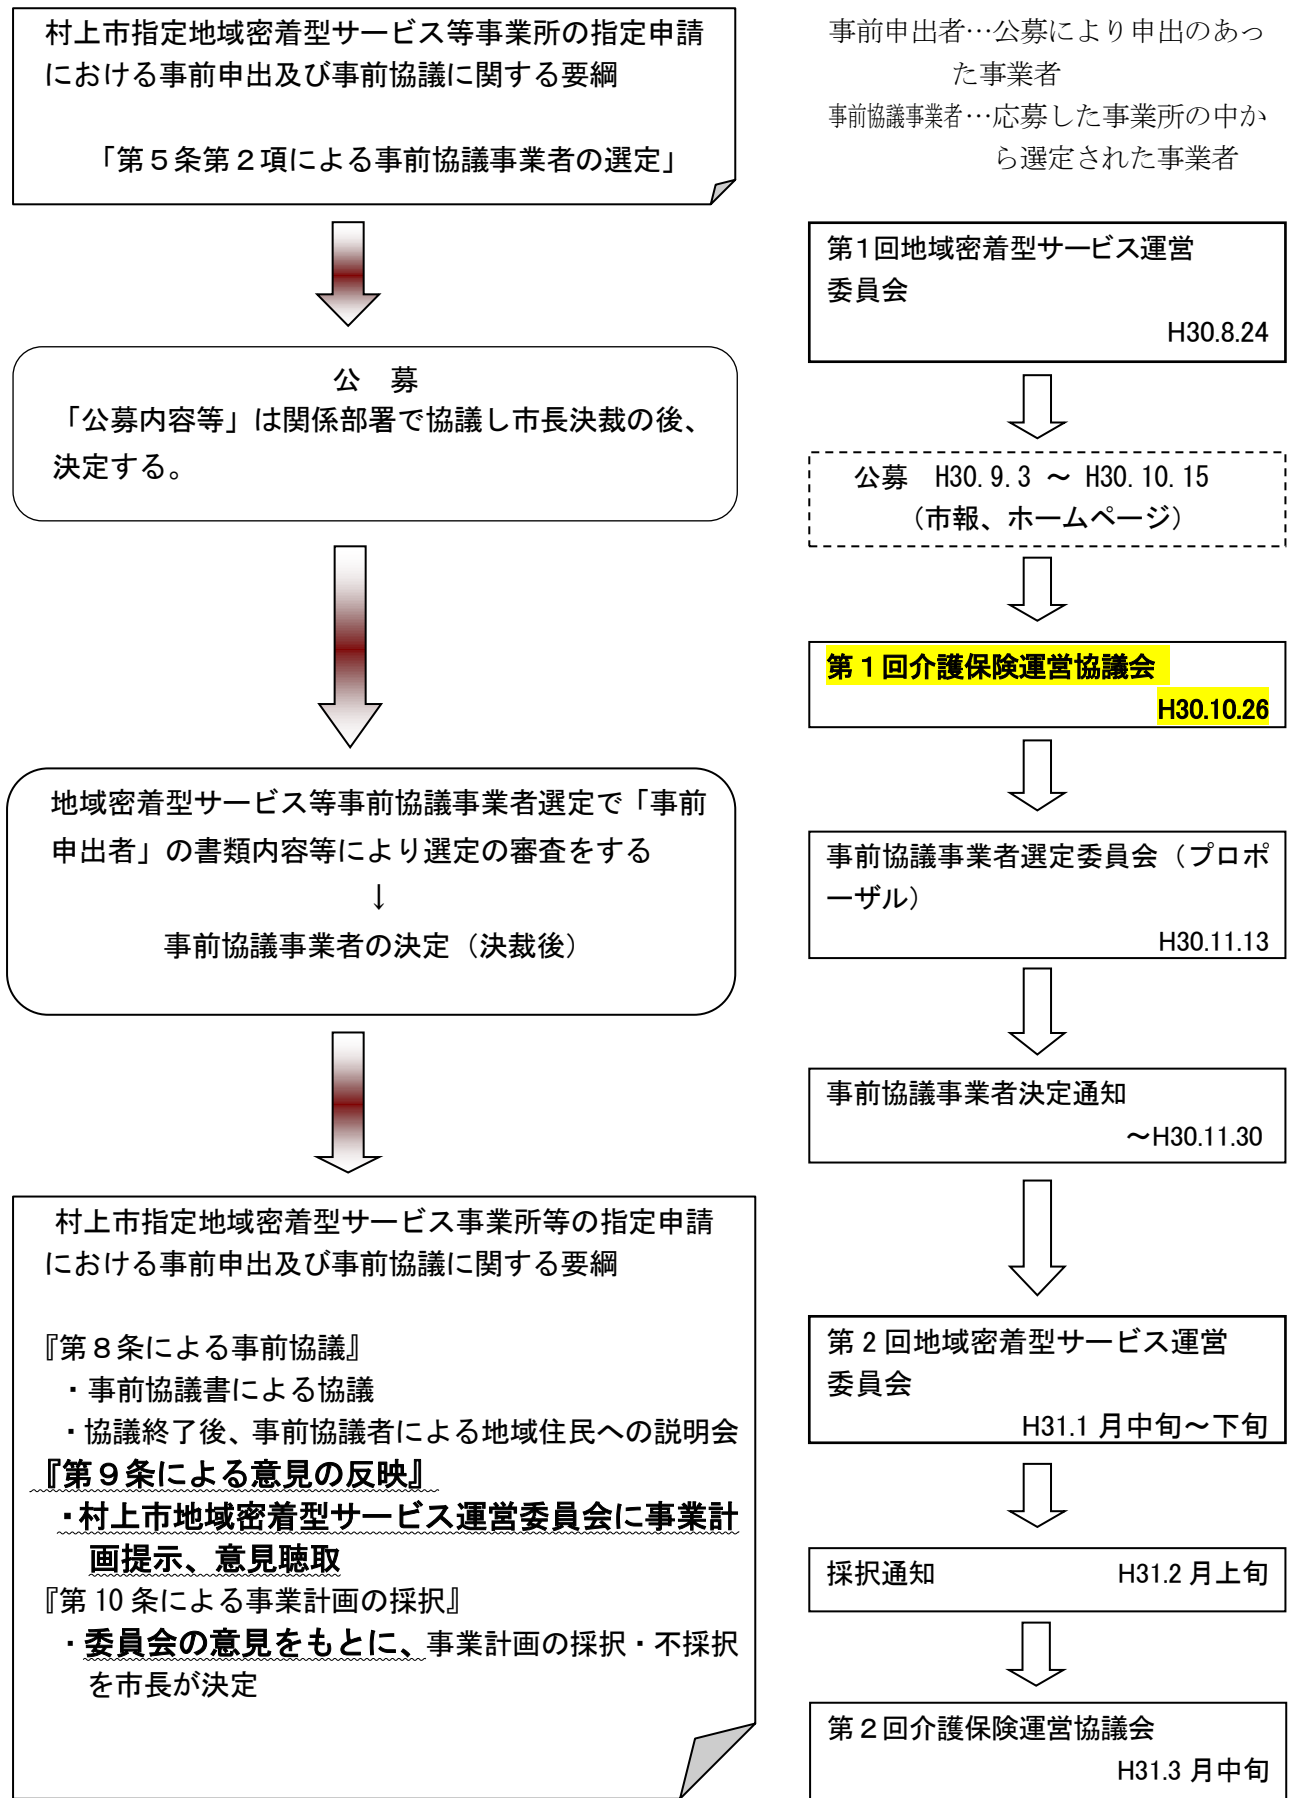 村上市指定地域密着型サービス等事業所の指定申請
における事前申出及び事前協議に関する要綱
「第５条第２項による事前協議事業者の選定」
公　募
「公募内容等」は関係部署で協議し市長決裁の後、
決定する。
地域密着型サービス等事前協議事業者選定で「事前
申出者」の書類内容等により選定の審査をする
↓
事前協議事業者の決定（決裁後）
村上市指定地域密着型サービス事業所等の指定申請
における事前申出及び事前協議に関する要綱
『第８条による事前協議』
・事前協議書による協議
・協議終了後、事前協議者による地域住民への説明会
『第９条による意見の反映』
・村上市地域密着型サービス運営委員会に事業計
画提示、意見聴取
『第 10 条による事業計画の採択』
・委員会の意見をもとに、事業計画の採択・不採択
を市長が決定
事前申出者…公募により申出のあっ
た事業者
事前協議事業者…応募した事業所の中か
ら選定された事業者
第1回地域密着型サービス運営
委員会
H30.8.24
公募　H30.9.3 ～ H30.10.15
（市報、ホームページ）
第１回介護保険運営協議会
H30.10.26
事前協議事業者選定委員会（プロポ
ーザル）
H30.11.13
事前協議事業者決定通知
～H30.11.30
第 2 回地域密着型サービス運営
委員会
H31.1 月中旬～下旬
採択通知　H31.2 月上旬
第２回介護保険運営協議会
H31.3 月中旬